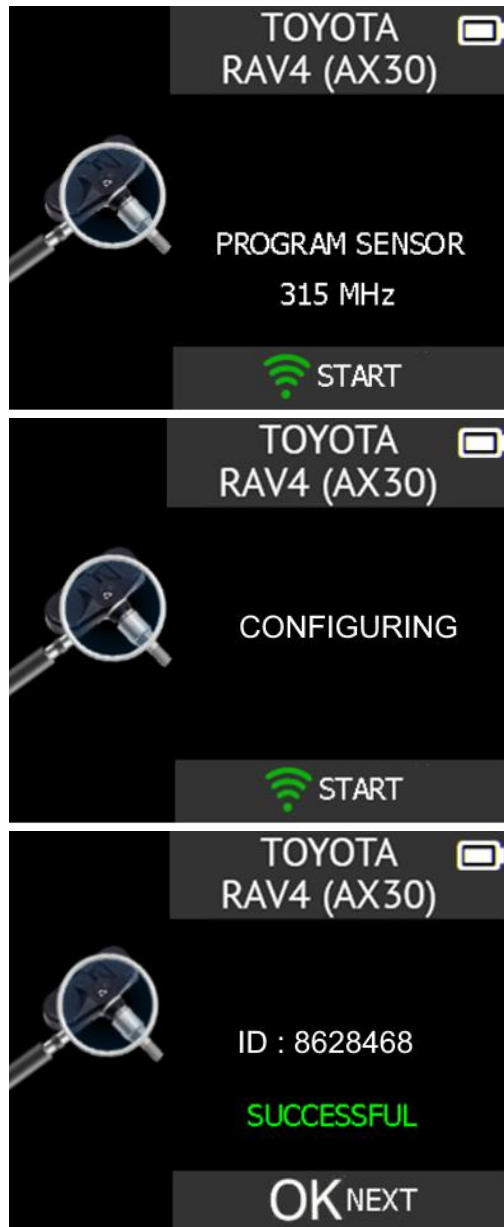 TOYOTA
RAV4 (AX30)
PROGRAM SENSOR
315 MHz
START
TOYOTA
RAV4 (AX30)
CONFIGURING
START
TOYOTA
RAV4 (AX30)
ID : 8628468
SUCCESSFUL
OK NEXT